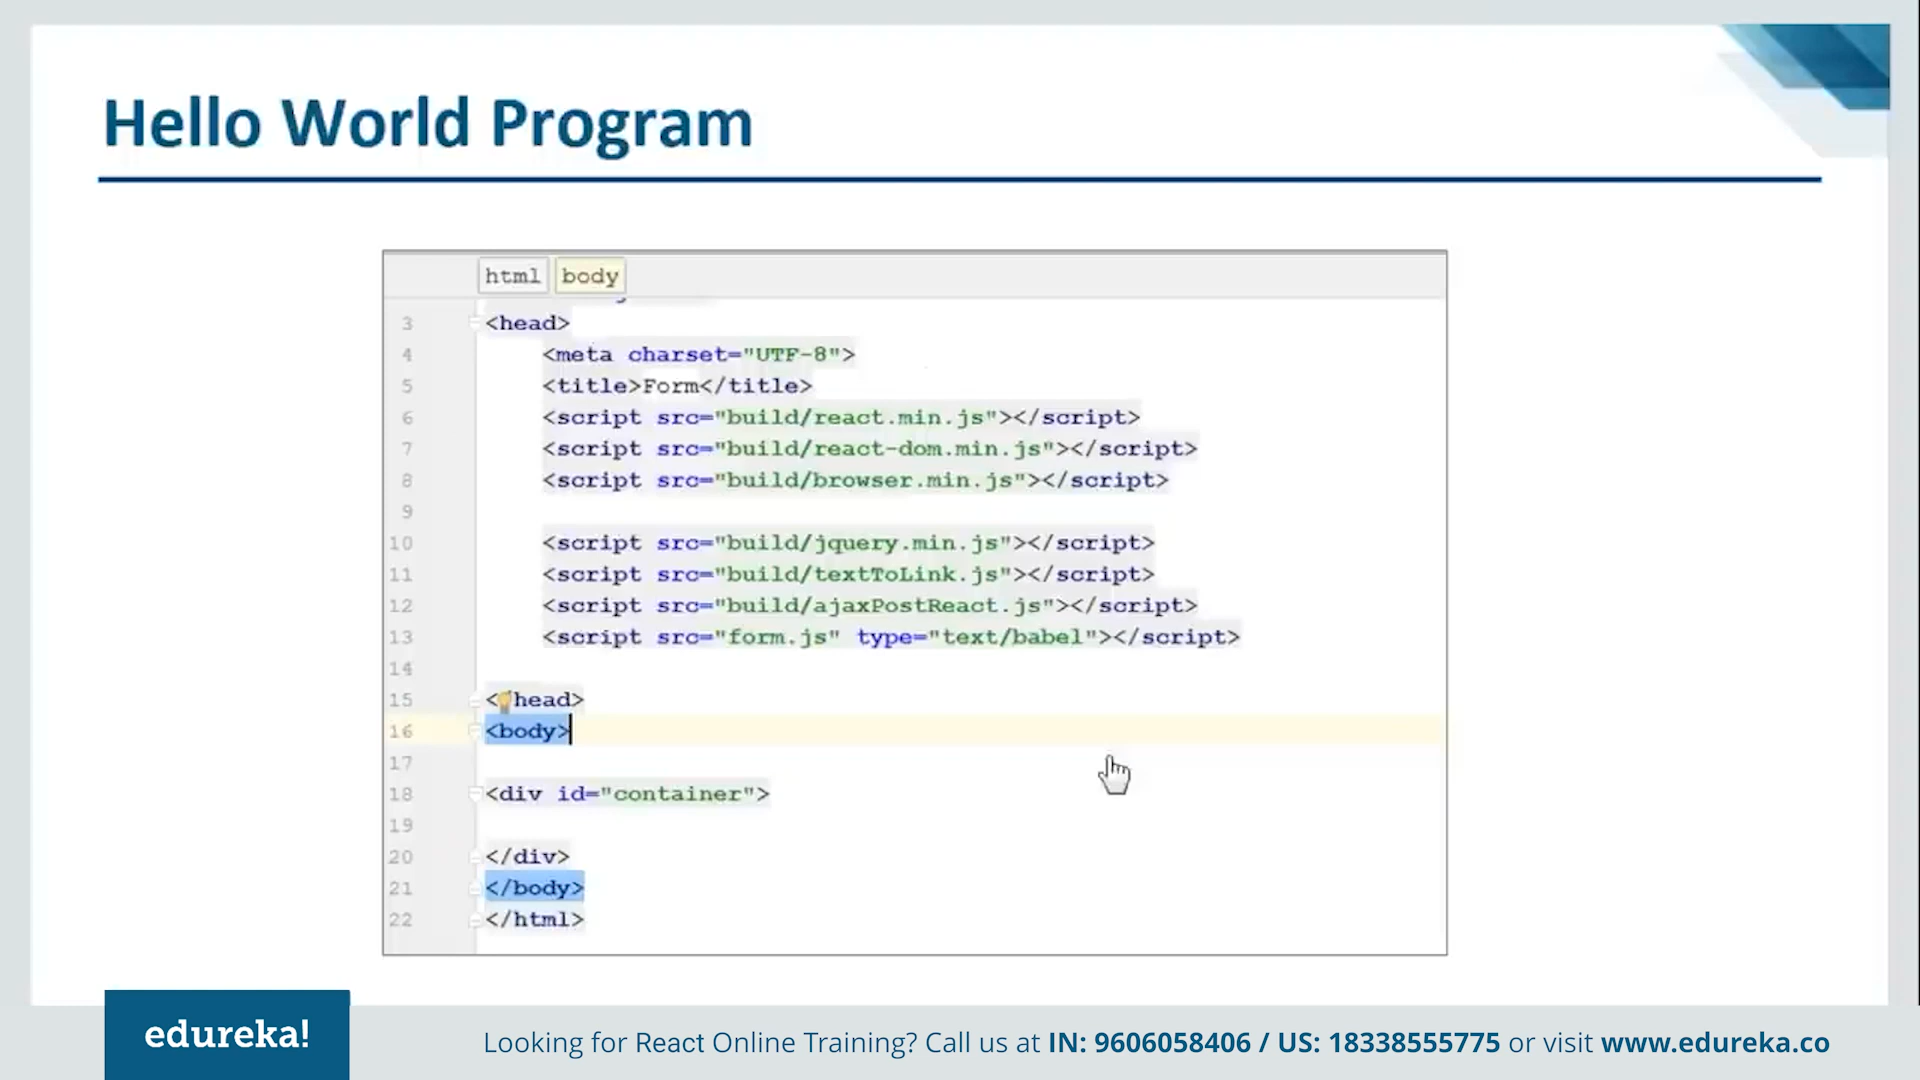 Hello World Program
html body
3 <head>
4 <meta charset="UTF-8">
5 <title>Form</title>
6 <script src="build/react.min.js"></script>
7 <script src="build/react-dom.min.js"></script>
8 <script src="build/browser.min.js"></script>
9
10 <script src="build/jquery.min.js"></script>
11 <script src="build/textToLink.js"></script>
12 <script src="build/ajaxPostReact.js"></script>
13 <script src="form.js" type="text/babel"></script>
14
15 < head>
16 <body>
17
18 <div id="container">
19
20 </div>
21 </body>
22 </html>
edureka!
Looking for React Online Training? Call us at IN: 9606058406 / US: 18338555775 or visit www.edureka.co